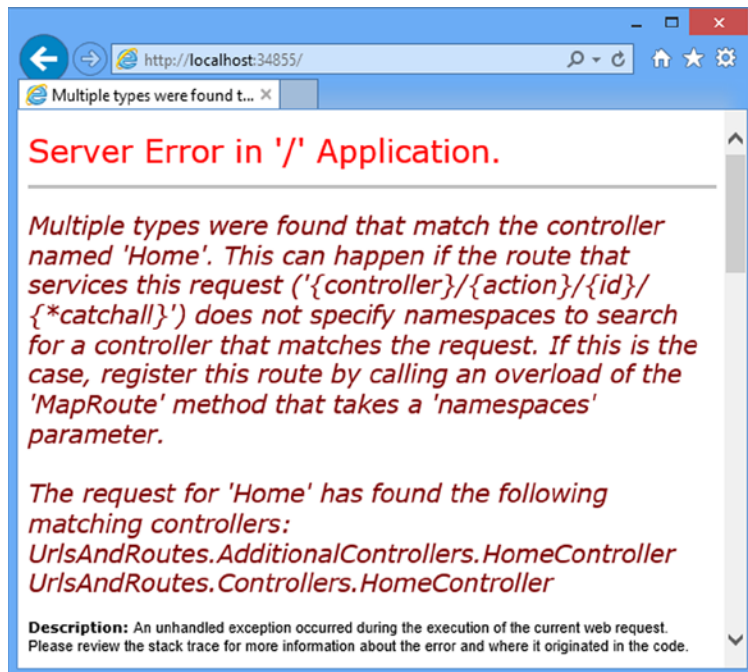 http://localhost:34855/
Multiple types were found t...
Server Error in '/' Application.
Multiple types were found that match the controller
named 'Home'. This can happen if the route that
services this request ('{controller}/{action}/{id}/
{*catchall}') does not specify namespaces to search
for a controller that matches the request. If this is the
case, register this route by calling an overload of the
'MapRoute' method that takes a 'namespaces'
parameter.
The request for 'Home' has found the following
matching controllers:
UrlsAndRoutes.AdditionalControllers.HomeController
UrlsAndRoutes.Controllers.HomeController
Description: An unhandled exception occurred during the execution of the current web request.
Please review the stack trace for more information about the error and where it originated in the code.